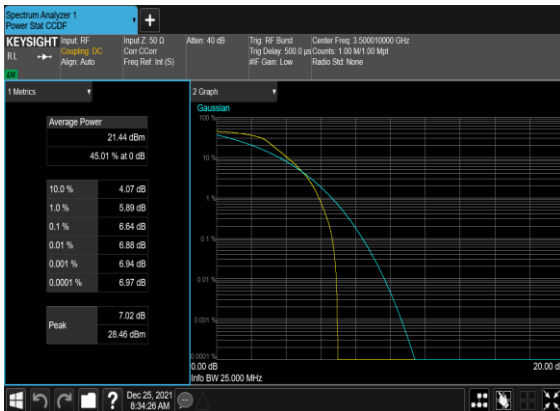 Spectrum Analyzer 1
Power Stat CCDF
+
KEYSIGHT
RL
LXI
Input: RF
Coupling: DC
Align: Auto
Input Z: 50 Ω
Corr CCorr
Freq Ref: Int (S)
Atten: 40 dB
Trig: RF Burst
Trig Delay: 500.0 µs
#IF Gain: Low
Center Freq: 3.500010000 GHz
Counts: 1.00 M/1.00 Mpt
Radio Std: None
1 Metrics
Average Power
21.44 dBm
45.01 % at 0 dB
10.0 % 4.07 dB
1.0 % 5.89 dB
0.1 % 6.64 dB
0.01 % 6.88 dB
0.001 % 6.94 dB
0.0001 % 6.97 dB
Peak
7.02 dB
28.46 dBm
2 Graph
Gaussian
100 %
10 %
1 %
0.1 %
0.01 %
0.001 %
0.0001 %
0.00 dB
20.00 d
Info BW 25.000 MHz
?
Dec 25, 2021
8:34:26 AM